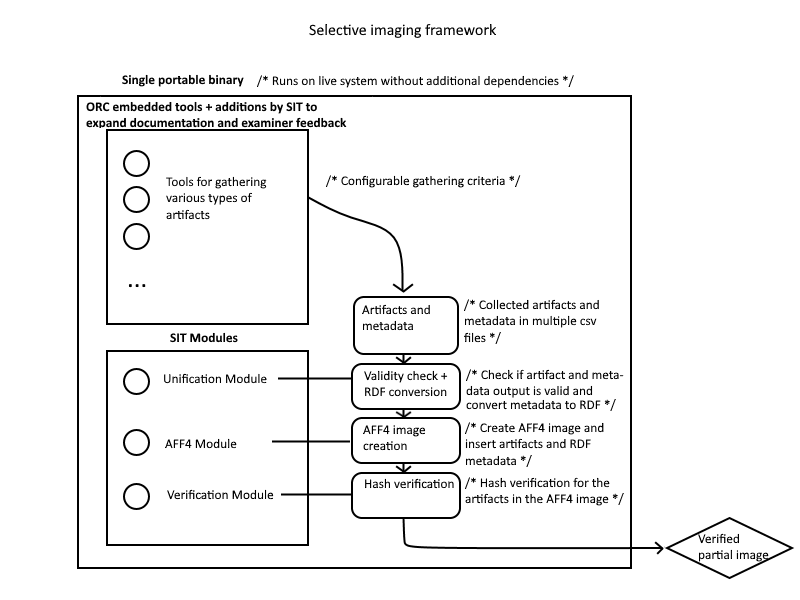 Selective imaging framework
Single portable binary /* Runs on live system without additional dependencies */
ORC embedded tools + additions by SIT to
expand documentation and examiner feedback
Tools for gathering
various types of
artifacts
...
/* Configurable gathering criteria */
Artifacts and
metadata
/* Collected artifacts and
metadata in multiple csv
files */
SIT Modules
Unification Module
Validity check +
RDF conversion
/* Check if artifact and meta-
data output is valid and
convert metadata to RDF */
AFF4 Module
AFF4 image
creation
/* Create AFF4 image and
insert artifacts and RDF
metadata */
Verification Module
Hash verification
/* Hash verification for the
artifacts in the AFF4 image */
Verified
partial image